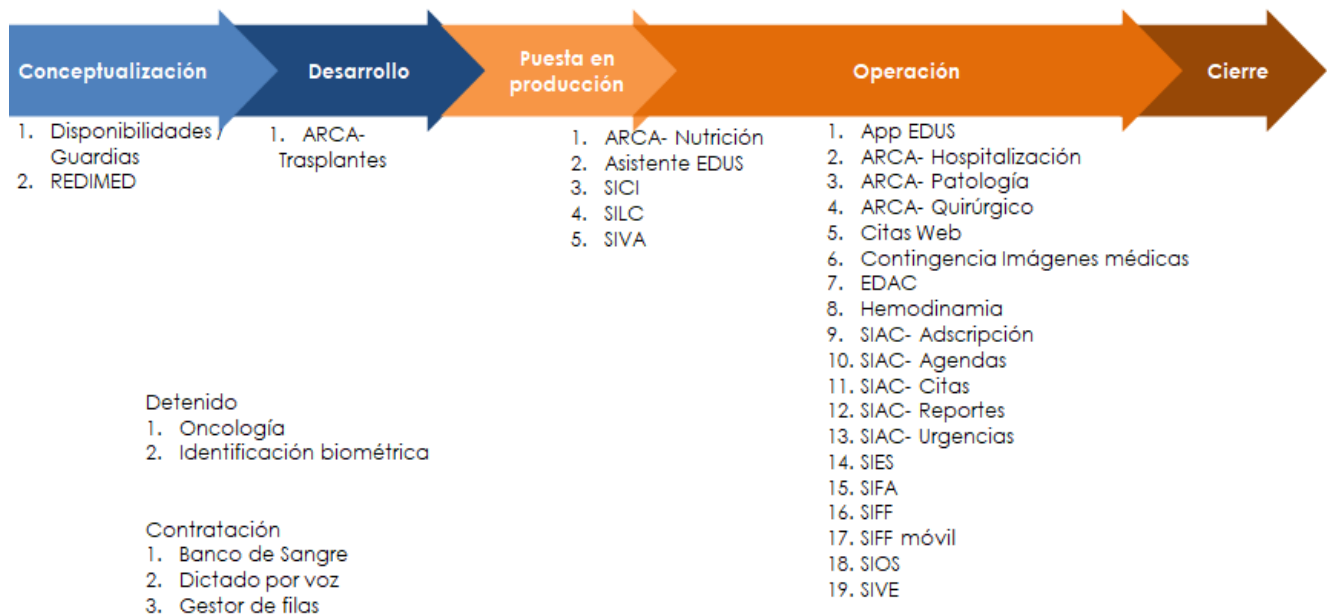 Conceptualización
Desarrollo
Puesta en
producción
Operación
Cierre
1. Disponibilidades /
Guardias
2. REDIMED
1. ARCA-
Trasplantes
1. ARCA- Nutrición
2. Asistente EDUS
3. SICI
4. SILC
5. SIVA
1. App EDUS
2. ARCA- Hospitalización
3. ARCA- Patología
4. ARCA- Quirúrgico
5. Citas Web
6. Contingencia Imágenes médicas
7. EDAC
8. Hemodinamia
9. SIAC- Adscripción
10. SIAC- Agendas
11. SIAC- Citas
12. SIAC- Reportes
13. SIAC- Urgencias
14. SIES
15. SIFA
16. SIFF
17. SIFF móvil
18. SIOS
19. SIVE
Detenido
1. Oncología
2. Identificación biométrica
Contratación
1. Banco de Sangre
2. Dictado por voz
3. Gestor de filas